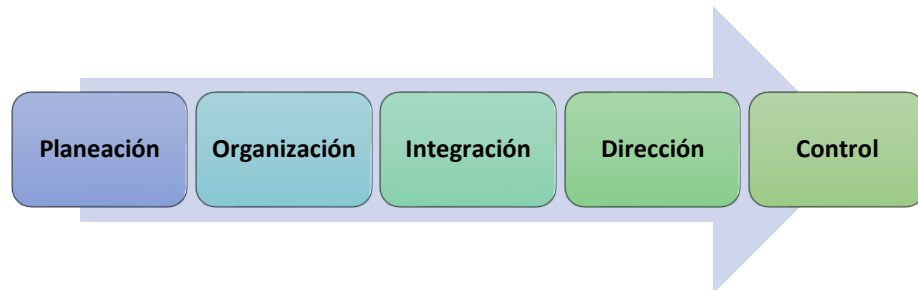 Planeación
Organización
Integración
Dirección
Control